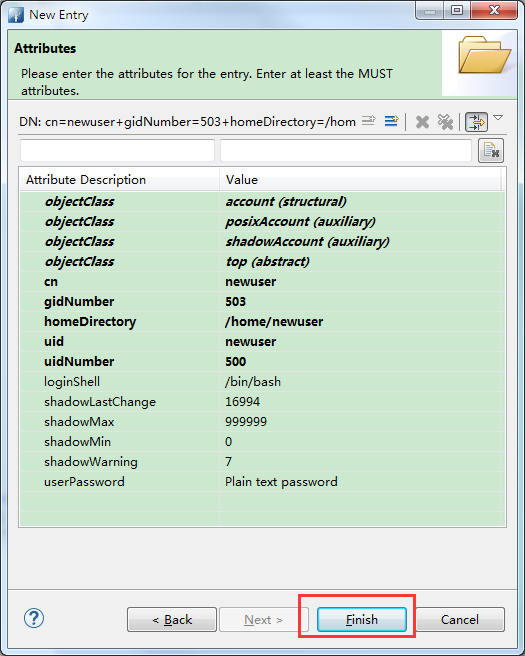 New Entry
Attributes
Please enter the attributes for the entry. Enter at least the MUST
attributes.
DN: cn=newuser+gidNumber=503+homeDirectory=/hom
Attribute Description Value
objectClass account (structural)
objectClass posixAccount (auxiliary)
objectClass shadowAccount (auxiliary)
objectClass top (abstract)
cn newuser
gidNumber 503
homeDirectory /home/newuser
uid newuser
uidNumber 500
loginShell /bin/bash
shadowLastChange 16994
shadowMax 999999
shadowMin 0
shadowWarning 7
userPassword Plain text password
? < Back Next > Finish Cancel